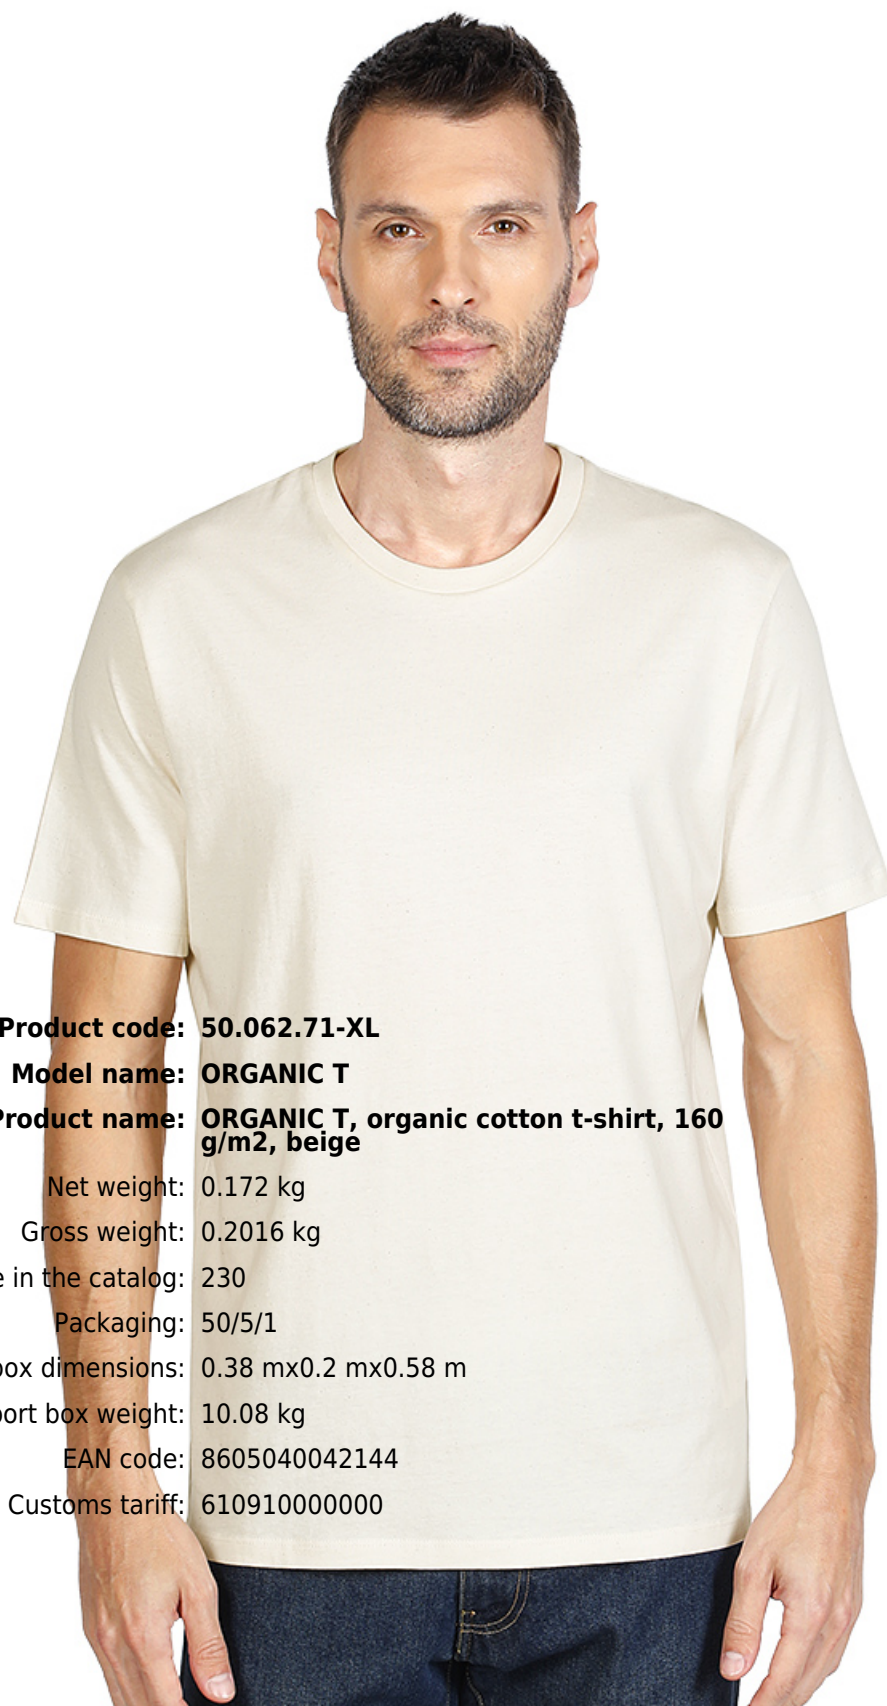 Product code: 50.062.71-XL
Model name: ORGANIC T
Product name: ORGANIC T, organic cotton t-shirt, 160
g/m2, beige
Net weight: 0.172 kg
Gross weight: 0.2016 kg
in the catalog: 230
Packaging: 50/5/1
box dimensions: 0.38 mx0.2 mx0.58 m
box weight: 10.08 kg
EAN code: 8605040042144
Customs tariff: 610910000000